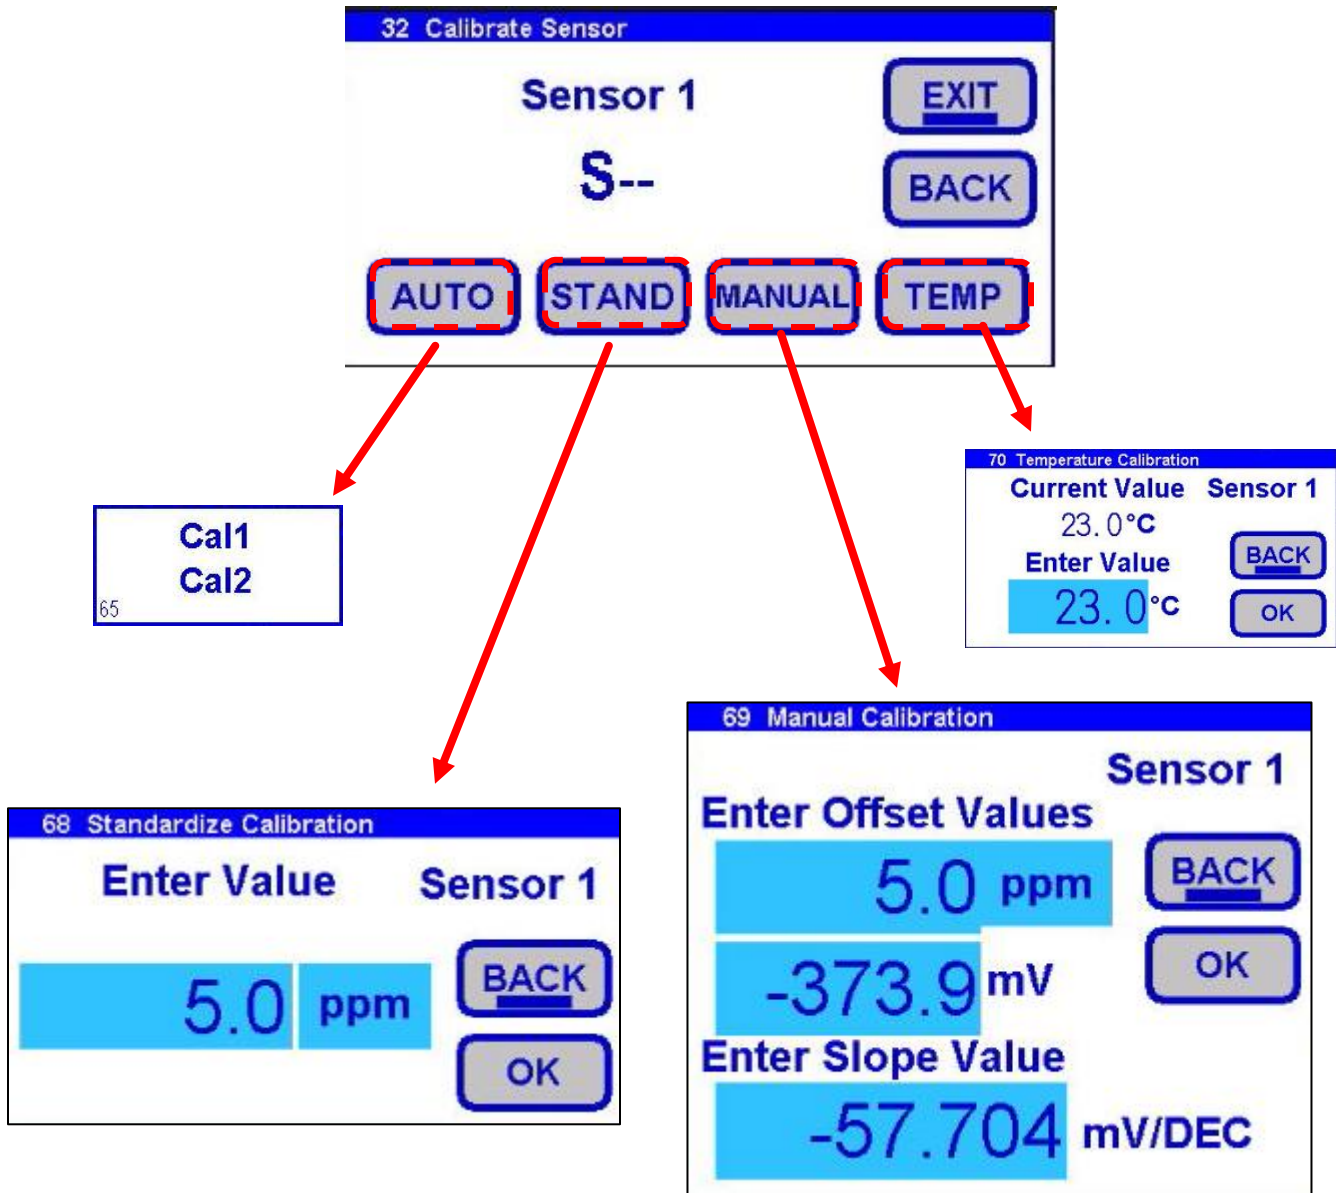 32 Calibrate Sensor
Sensor 1
EXIT
S--
BACK
AUTO STAND MANUAL TEMP
Cal1
Cal2
65
70 Temperature Calibration
Current Value Sensor 1
23.0°C
Enter Value
BACK
23.0°C
OK
68 Standardize Calibration
Enter Value Sensor 1
BACK
5.0 ppm
OK
69 Manual Calibration
Sensor 1
Enter Offset Values
5.0 ppm BACK
-373.9 mV OK
Enter Slope Value
-57.704 mV/DEC